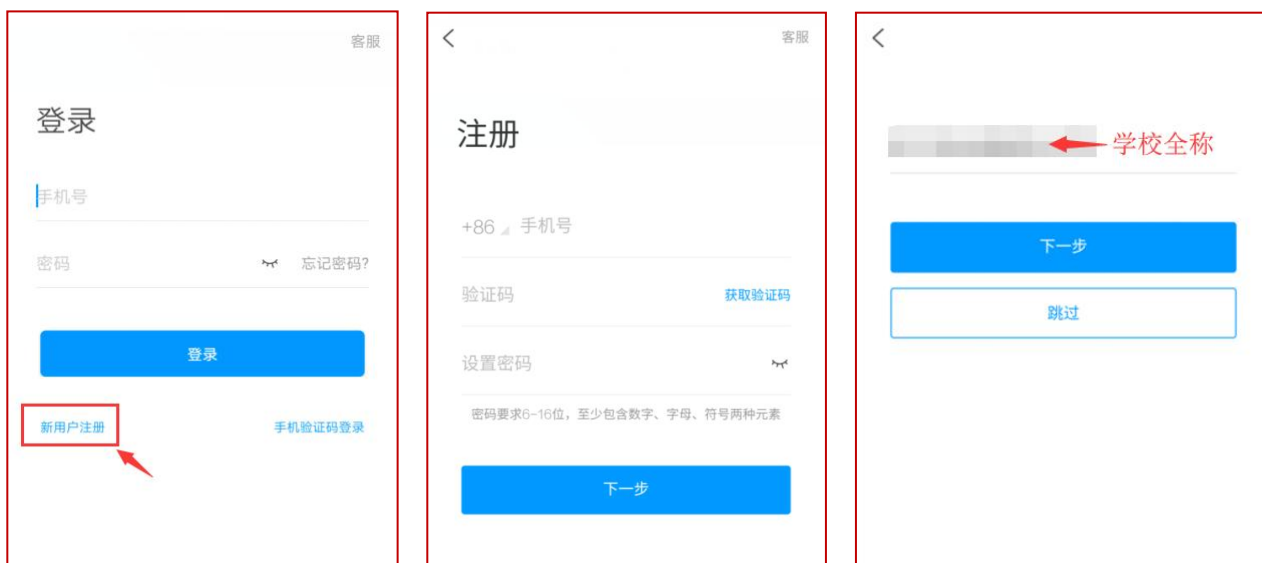 客服
登录
手机号
密码
忘记密码?
登录
新用户注册
手机验证码登录
客服
注册
+86 手机号
验证码
获取验证码
设置密码
密码要求6-16位，至少包含数字、字母、符号两种元素
下一步
学校全称
下一步
跳过